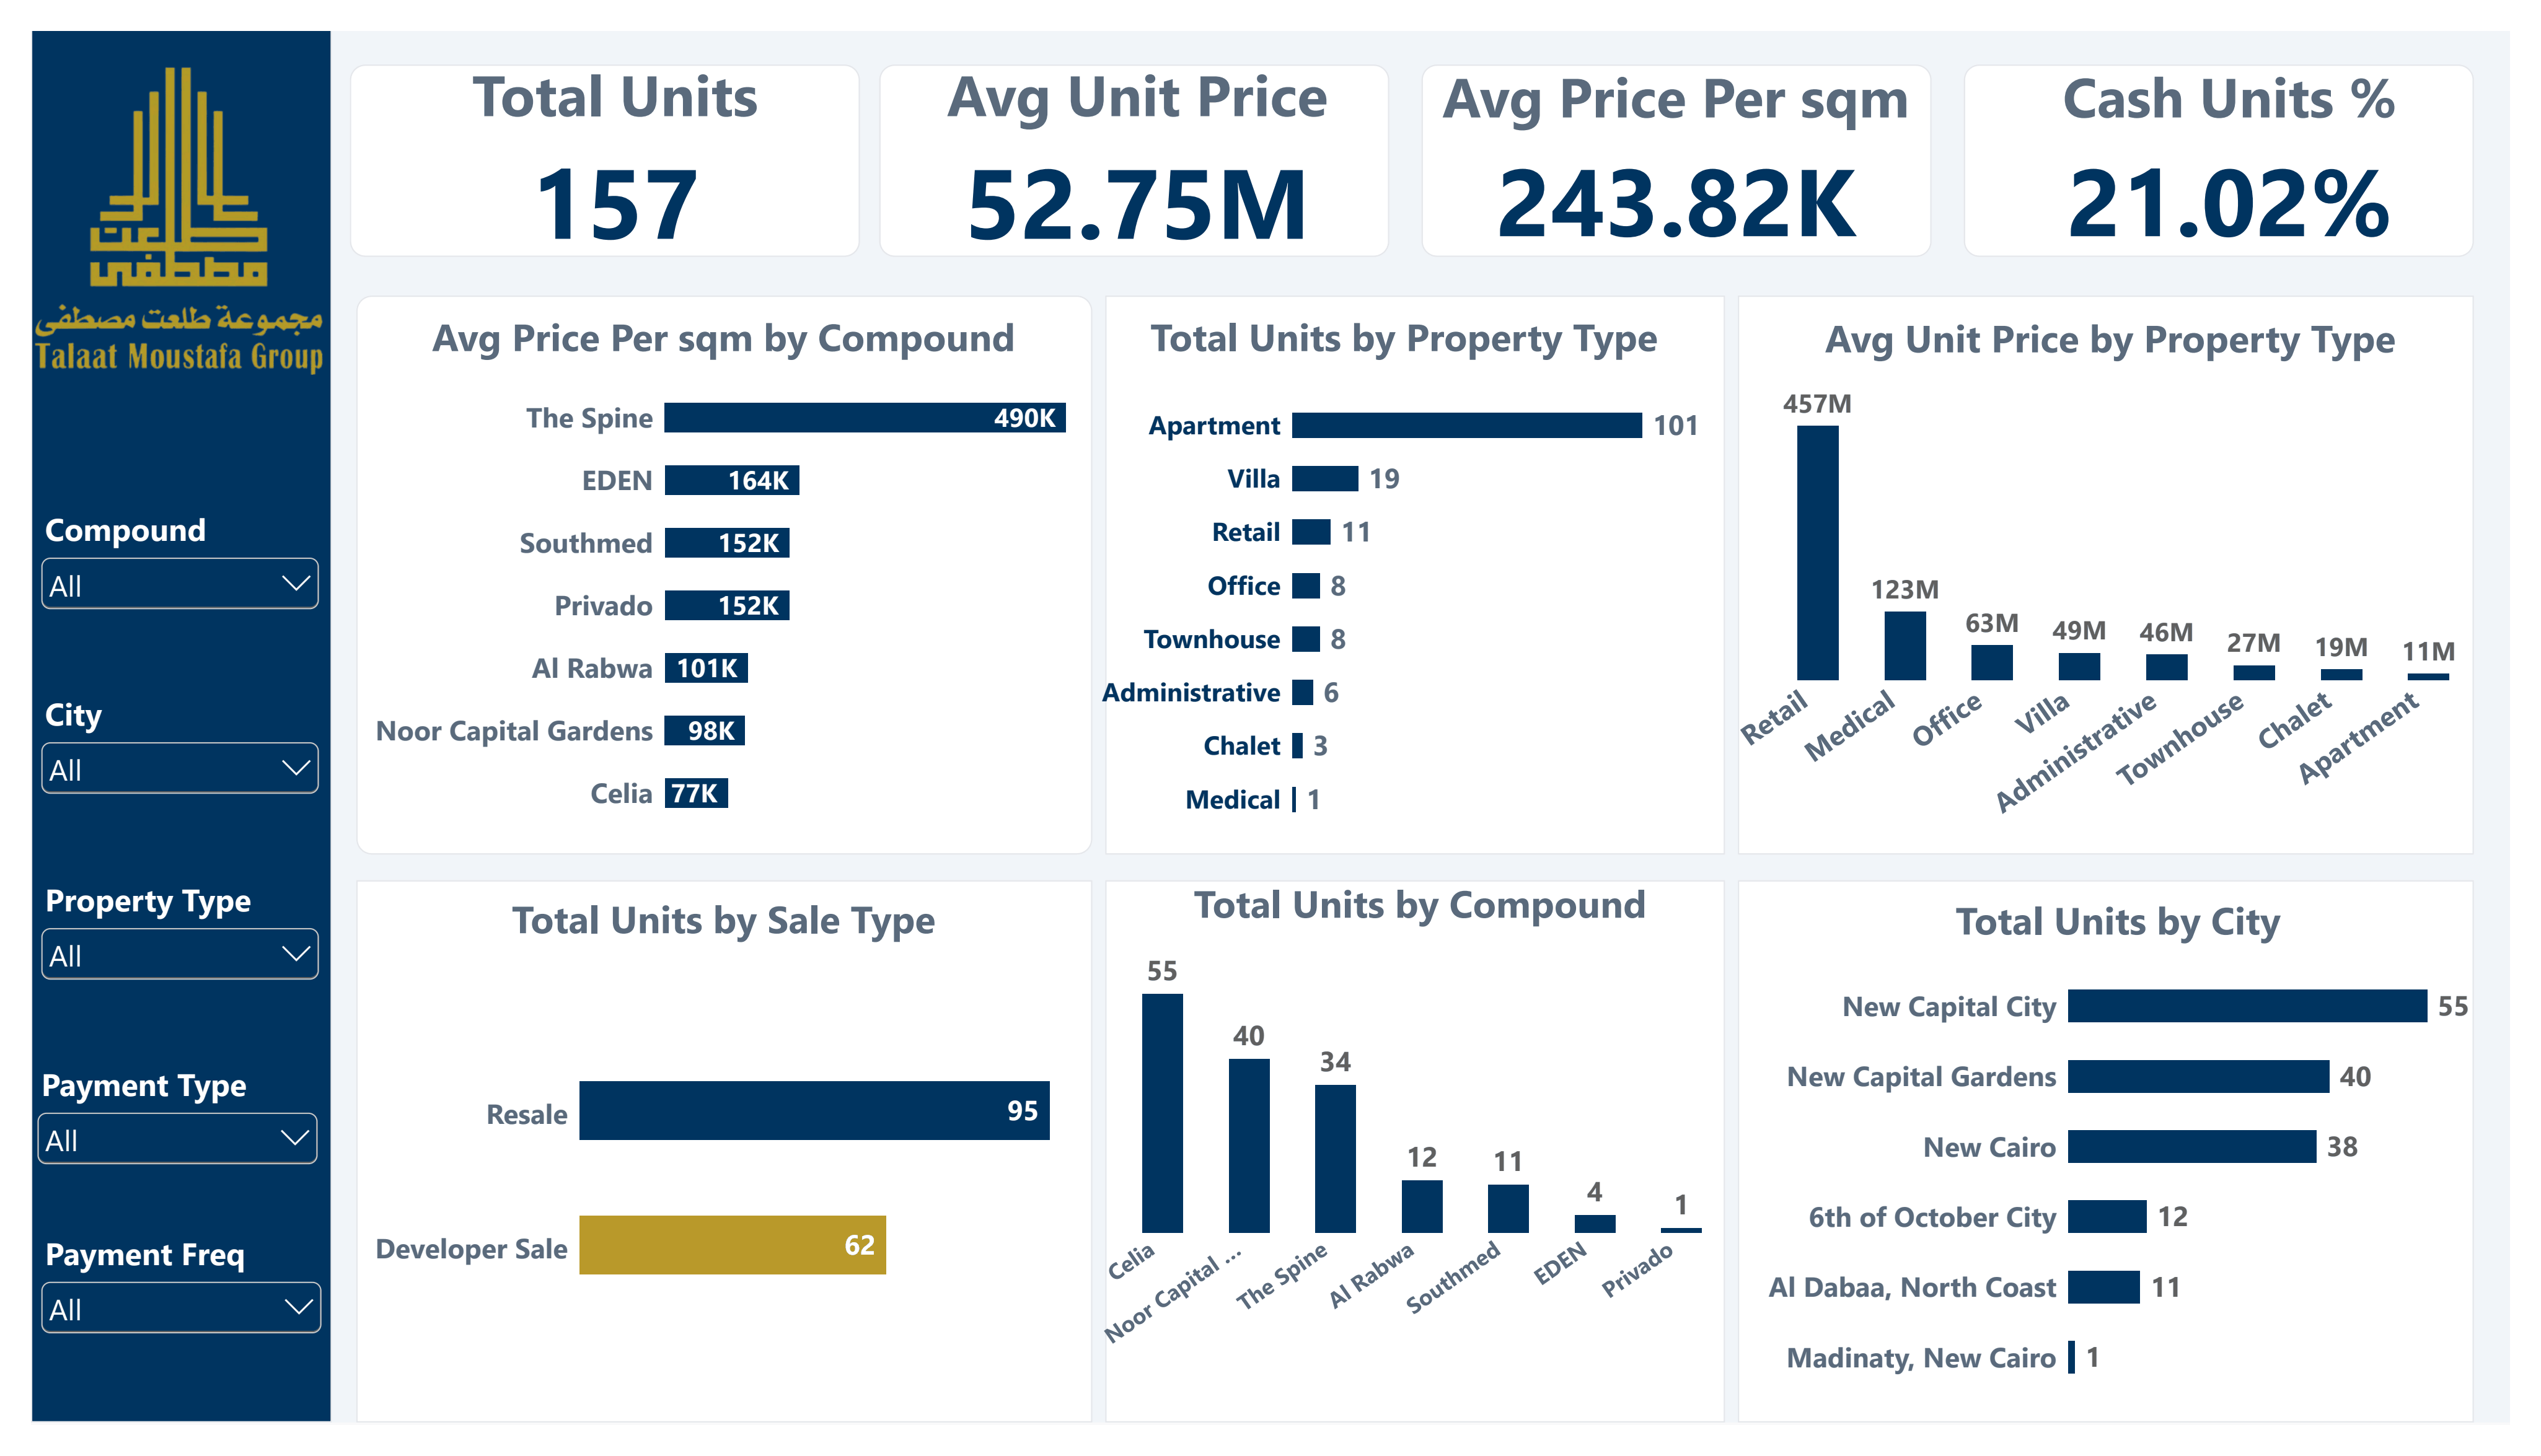 طلعت
مصطفى
مجموعة طلعت مصطفى
Talaat Moustafa Group
Compound
All
City
All
Property Type
All
Payment Type
All
Payment Freq
All
Total Units
157
Avg Unit Price
52.75M
Avg Price Per sqm
243.82K
Cash Units %
21.02%
Avg Price Per sqm by Compound
The Spine 490K
EDEN 164K
Southmed 152K
Privado 152K
Al Rabwa 101K
Noor Capital Gardens 98K
Celia 77K
Total Units by Property Type
Apartment 101
Villa 19
Retail 11
Office 8
Townhouse 8
Administrative 6
Chalet 3
Medical 1
Avg Unit Price by Property Type
457M
123M
63M
49M
46M
27M
19M
11M
Retail
Medical
Office
Villa
Administrative
Townhouse
Chalet
Apartment
Total Units by Sale Type
Resale 95
Developer Sale 62
Total Units by Compound
55
40
34
12
11
4
1
Celia
Noor Capital ...
The Spine
Al Rabwa
Southmed
EDEN
Privado
Total Units by City
New Capital City 55
New Capital Gardens 40
New Cairo 38
6th of October City 12
Al Dabaa, North Coast 11
Madinaty, New Cairo 1